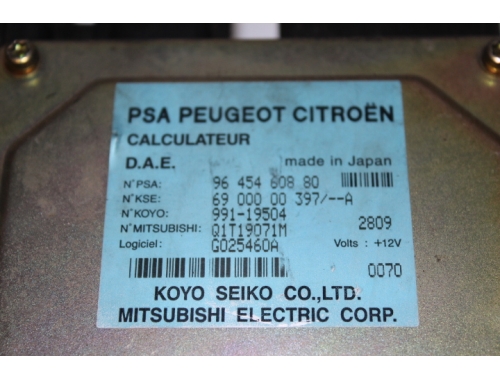 PSA PEUGEOT CITROËN
CALCULATEUR
D.A.E. made in Japan
N°PSA: 96 454 608 80
N°KSE: 69 000 00 397/--A
N°KOYO: 991-19504
N°MITSUBISHI: Q1T19071M 2809
Logiciel: G025460A Volts : +12V
0070
KOYO SEIKO CO.,LTD.
MITSUBISHI ELECTRIC CORP.